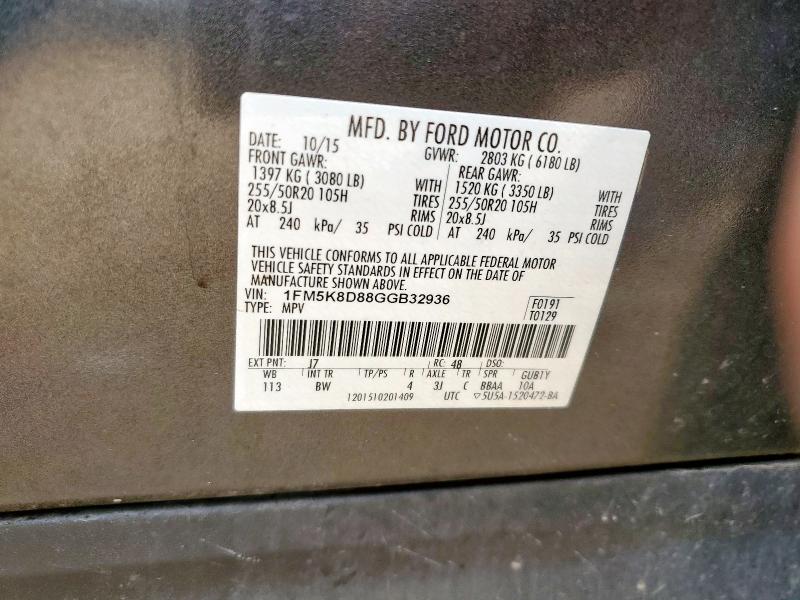 MFD. BY FORD MOTOR CO.
DATE: 10/15 GVWR: 2803 KG ( 6180 LB)
FRONT GAWR: REAR GAWR:
1397 KG ( 3080 LB) WITH 1520 KG ( 3350 LB) WITH
255/50R20 105H TIRES 255/50R20 105H TIRES
20x8.5J RIMS 20x8.5J RIMS
AT 240 kPa/ 35 PSI COLD AT 240 kPa/ 35 PSI COLD
THIS VEHICLE CONFORMS TO ALL APPLICABLE FEDERAL MOTOR
VEHICLE SAFETY STANDARDS IN EFFECT ON THE DATE OF
MANUFACTURE SHOWN ABOVE.
VIN: 1FM5K8D88GGB32936 F0191
TYPE: MPV T0129
EXT PNT: J7 RC: 48 DSO:
WB INT TR TP/PS R AXLE TR SPR GUB1Y
113 BW 4 3J C BBAA 10A
1201510201409 UTC ▽5U5A-1520472-BA